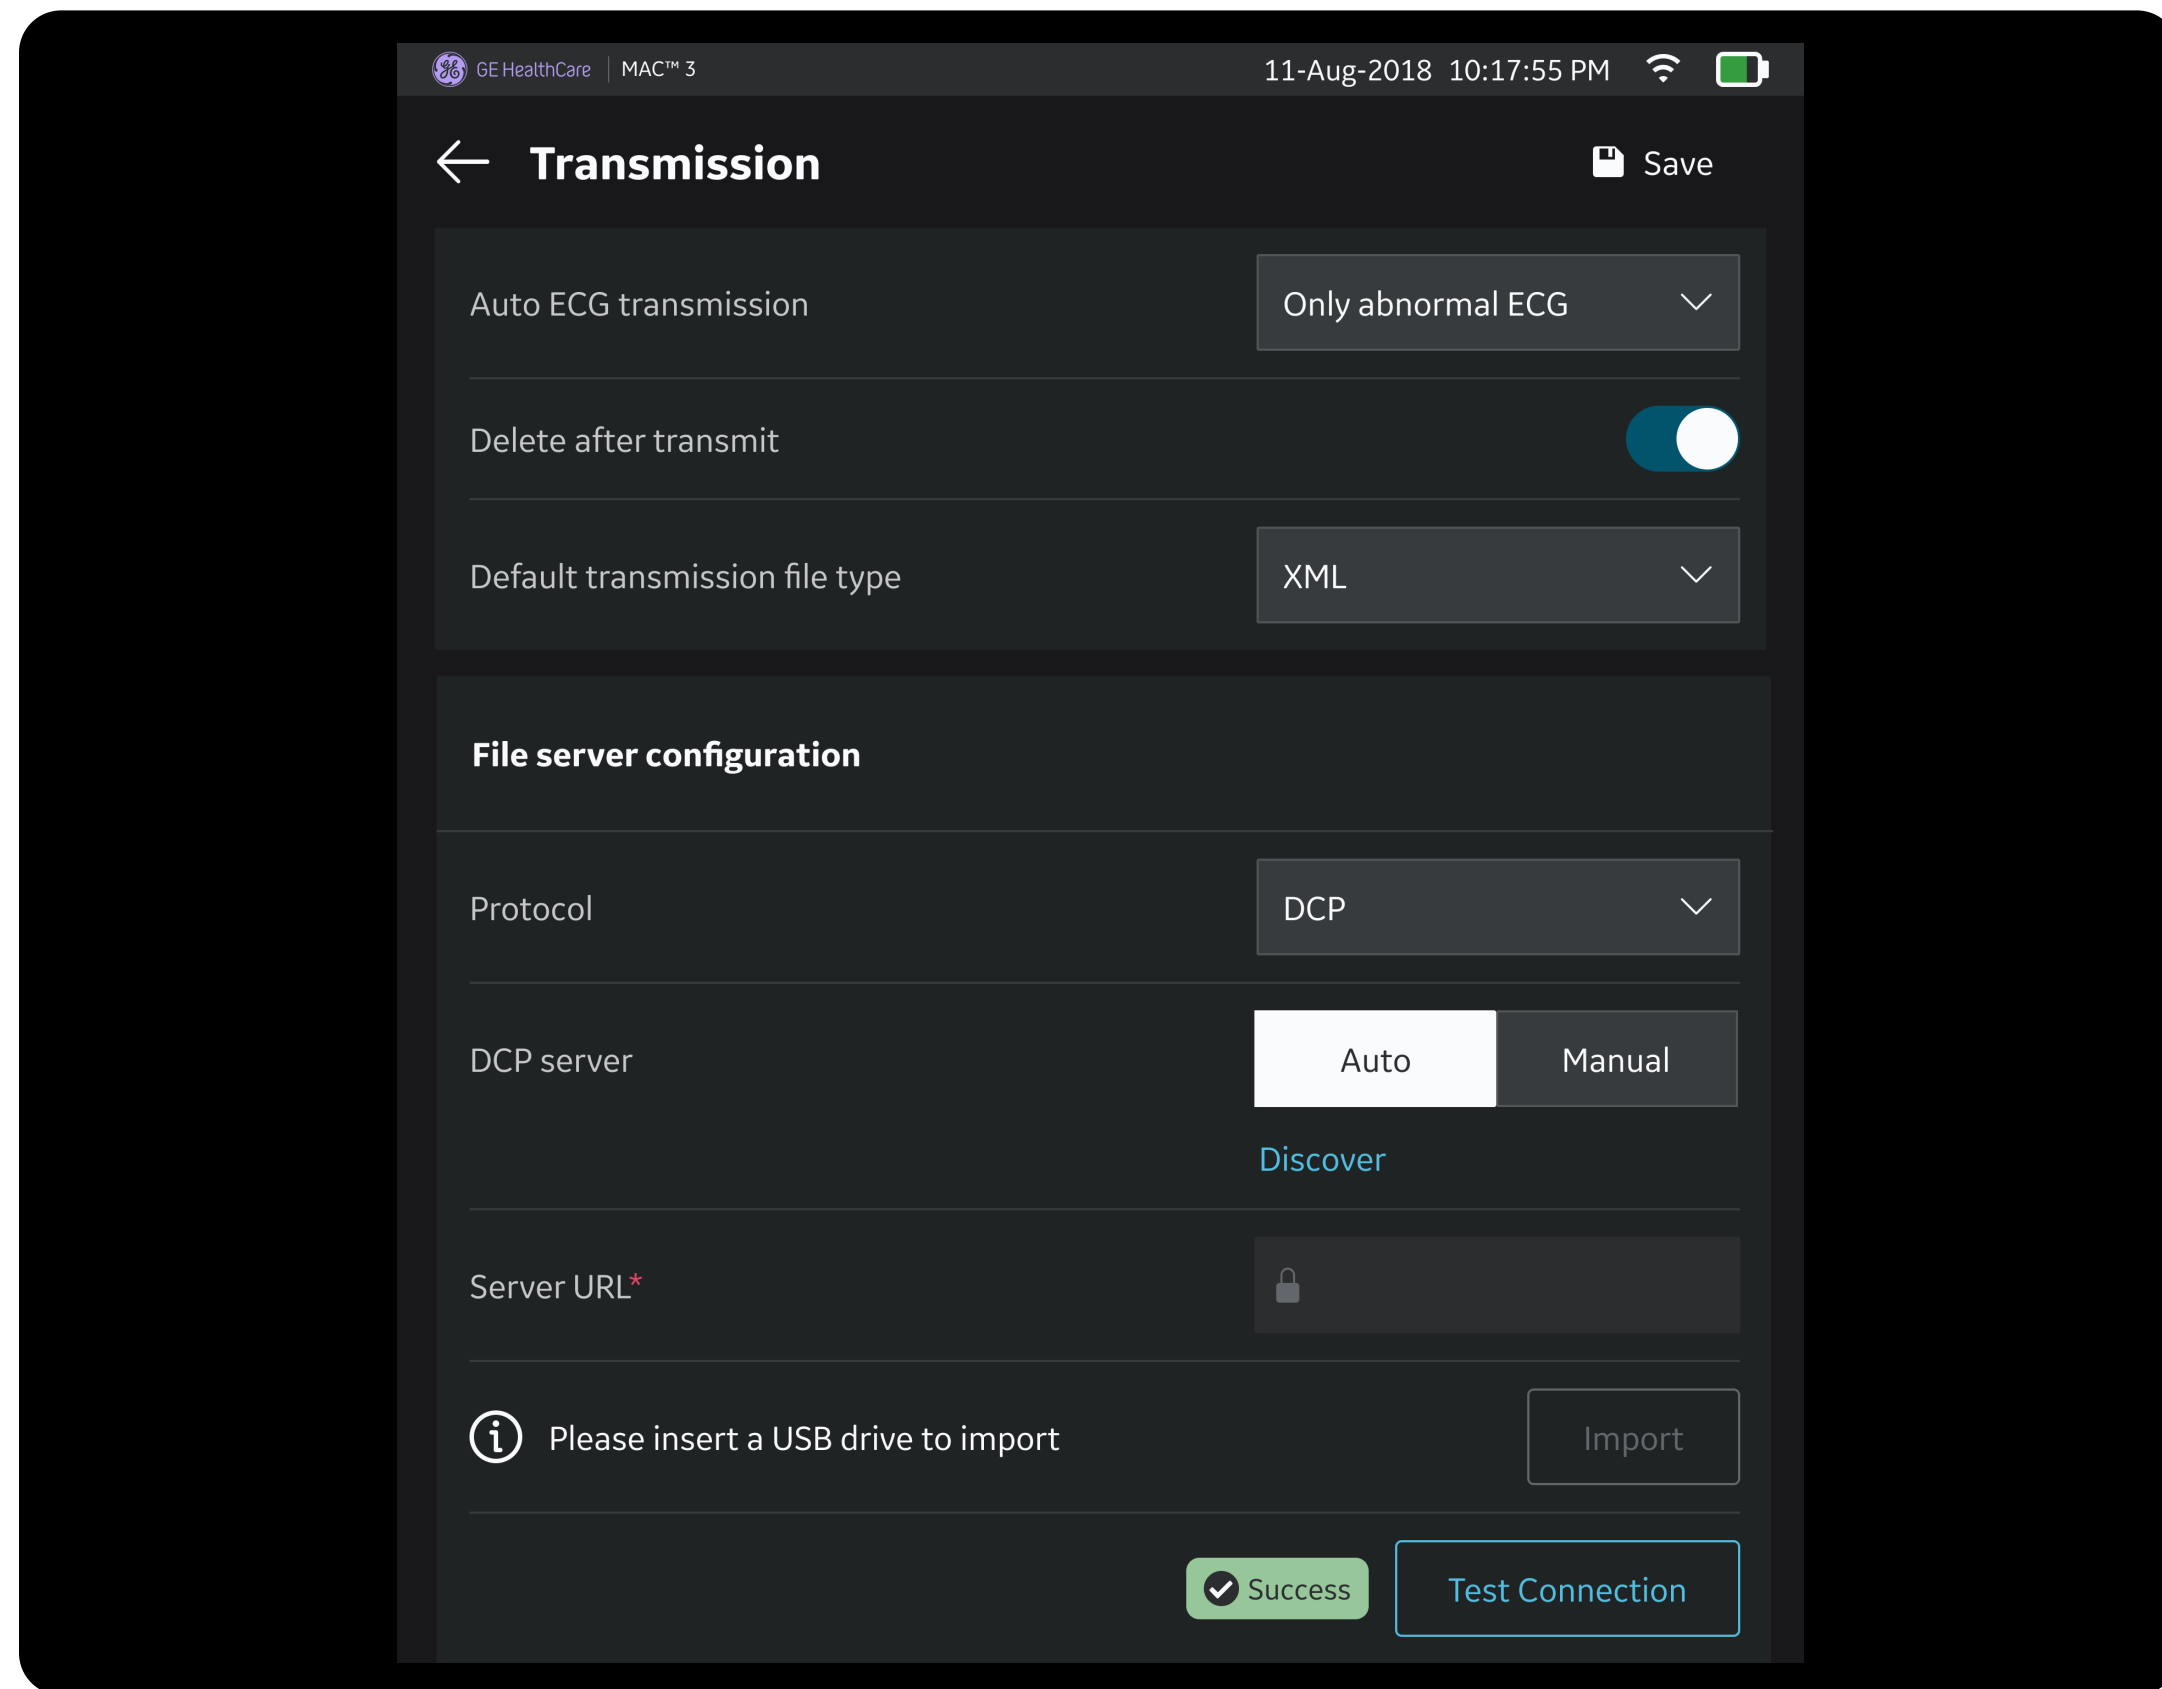 GE HealthCare MAC™ 3 11-Aug-2018 10:17:55 PM
Transmission Save
Auto ECG transmission Only abnormal ECG
Delete after transmit
Default transmission file type XML
File server configuration
Protocol DCP
DCP server Auto Manual
Discover
Server URL*
Please insert a USB drive to import Import
Success Test Connection